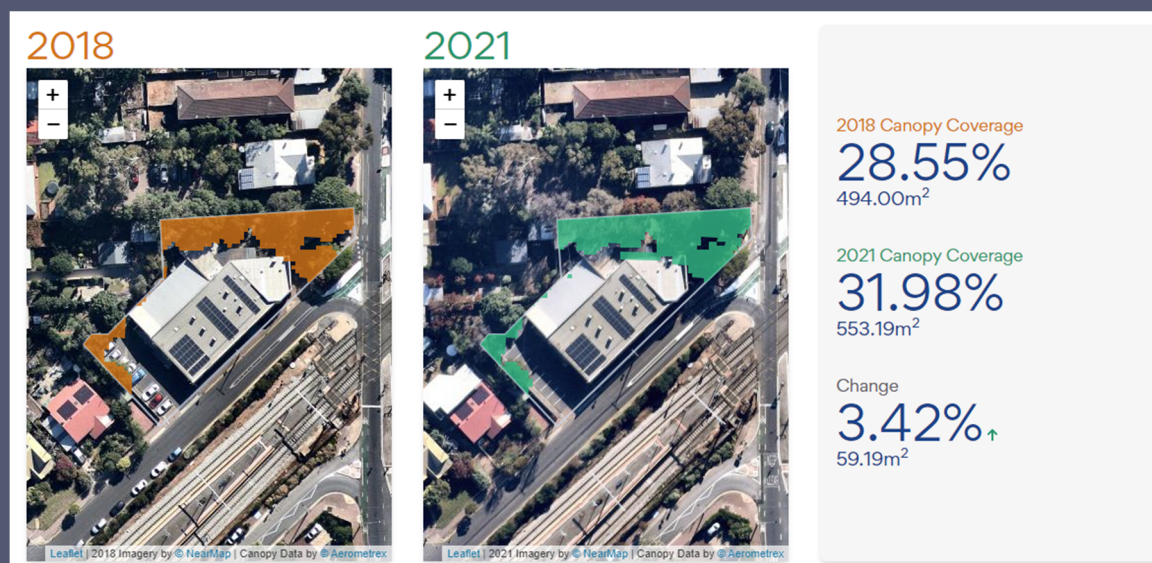 2018
+
−
Leaflet | 2018 Imagery by © NearMap | Canopy Data by © Aerometrex
2021
+
−
Leaflet | 2021 Imagery by © NearMap | Canopy Data by © Aerometrex
2018 Canopy Coverage
28.55%
494.00m²
2021 Canopy Coverage
31.98%
553.19m²
Change
3.42%↑
59.19m²